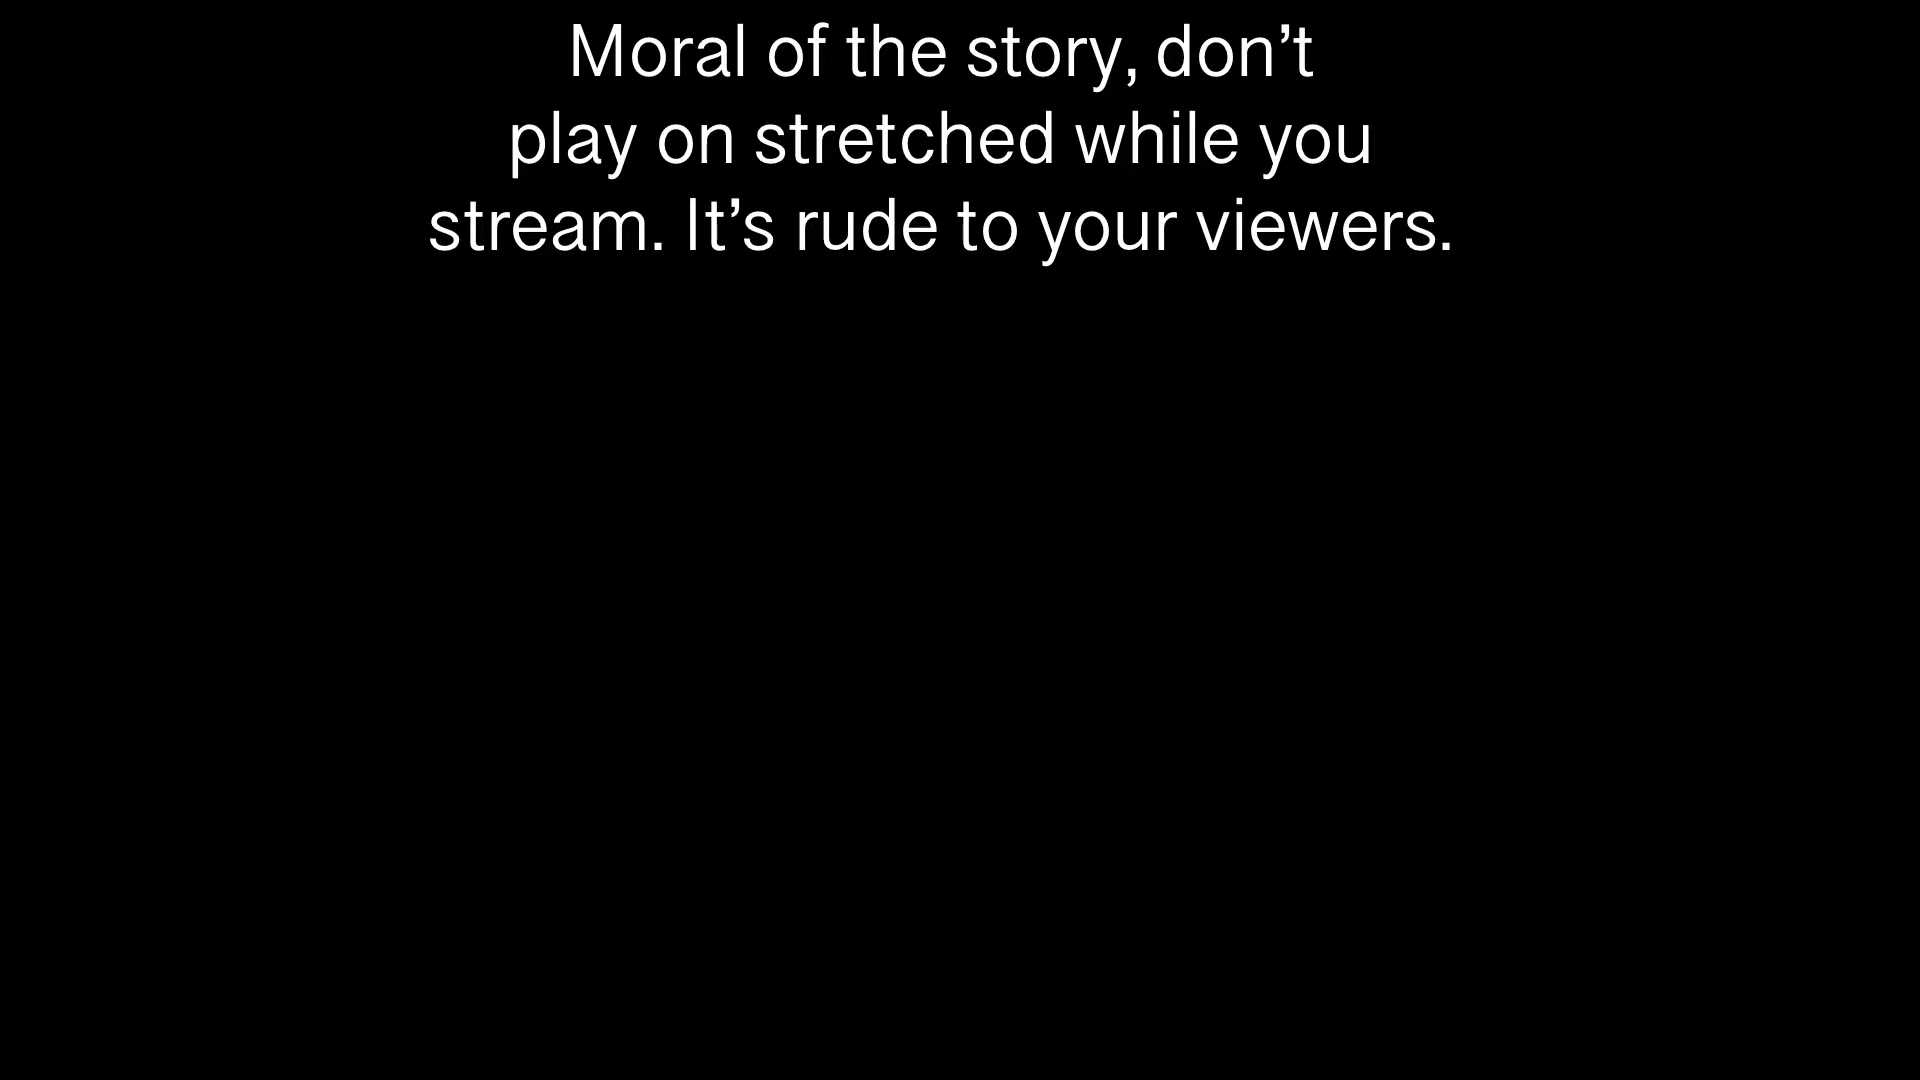 Moral of the story, don’t
play on stretched while you
stream. It’s rude to your viewers.